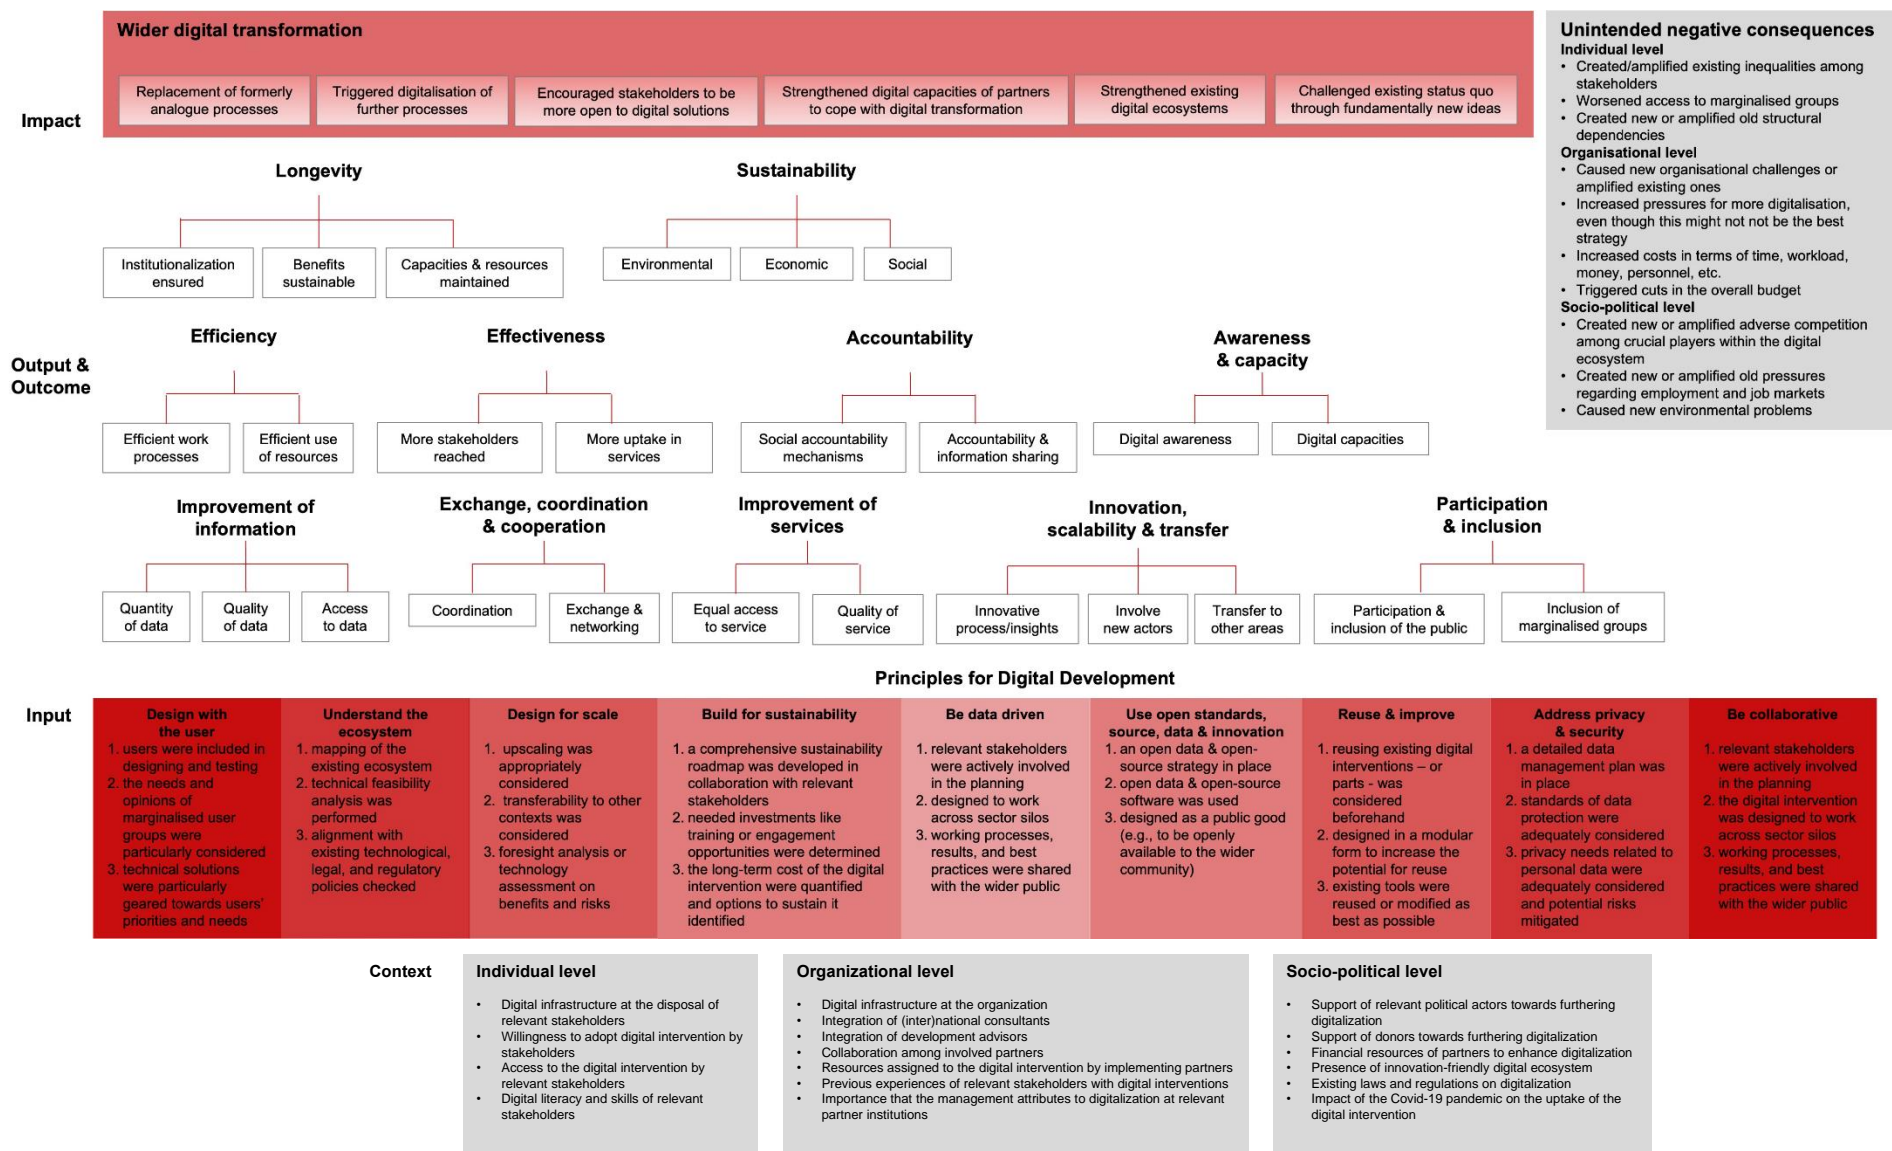 Wider digital transformation
Replacement of formerly
analogue processes
Triggered digitalisation of
further processes
Encouraged stakeholders to be
more open to digital solutions
Strengthened digital capacities of partners
to cope with digital transformation
Strengthened existing
digital ecosystems
Challenged existing status quo
through fundamentally new ideas
Impact
Unintended negative consequences
Individual level
• Created/amplified existing inequalities among
stakeholders
• Worsened access to marginalised groups
• Created new or amplified old structural
dependencies
Organisational level
• Caused new organisational challenges or
amplified existing ones
• Increased pressures for more digitalisation,
even though this might not not be the best
strategy
• Increased costs in terms of time, workload,
money, personnel, etc.
• Triggered cuts in the overall budget
Socio-political level
• Created new or amplified adverse competition
among crucial players within the digital
ecosystem
• Created new or amplified old pressures
regarding employment and job markets
• Caused new environmental problems
Longevity
Institutionalization
ensured
Benefits
sustainable
Capacities & resources
maintained
Sustainability
Environmental
Economic
Social
Output &
Outcome
Efficiency
Efficient work
processes
Efficient use
of resources
Effectiveness
More stakeholders
reached
More uptake in
services
Accountability
Social accountability
mechanisms
Accountability &
information sharing
Awareness
& capacity
Digital awareness
Digital capacities
Improvement of
information
Quantity
of data
Quality
of data
Access
to data
Exchange, coordination
& cooperation
Coordination
Exchange &
networking
Improvement of
services
Equal access
to service
Quality of
service
Innovation,
scalability & transfer
Innovative
process/insights
Involve
new actors
Transfer to
other areas
Participation
& inclusion
Participation &
inclusion of the public
Inclusion of
marginalised groups
Principles for Digital Development
Input
Design with
the user
1. users were included in
designing and testing
2. the needs and
opinions of
marginalised user
groups were
particularly considered
3. technical solutions
were particularly
geared towards users'
priorities and needs
Understand the
ecosystem
1. mapping of the
existing ecosystem
2. technical feasibility
analysis was
performed
3. alignment with
existing technological,
legal, and regulatory
policies checked
Design for scale
1. upscaling was
appropriately
considered
2. transferability to other
contexts was
considered
3. foresight analysis or
technology
assessment on
benefits and risks
Build for sustainability
1. a comprehensive sustainability
roadmap was developed in
collaboration with relevant
stakeholders
2. needed investments like
training or engagement
opportunities were determined
3. the long-term cost of the digital
intervention were quantified
and options to sustain it
identified
Be data driven
1. relevant stakeholders
were actively involved
in the planning
2. designed to work
across sector silos
3. working processes,
results, and best
practices were shared
with the wider public
Use open standards,
source, data & innovation
1. an open data & open-
source strategy in place
2. open data & open-source
software was used
3. designed as a public good
(e.g., to be openly
available to the wider
community)
Reuse & improve
1. reusing existing digital
interventions – or
parts - was
considered
beforehand
2. designed in a modular
form to increase the
potential for reuse
3. existing tools were
reused or modified as
best as possible
Address privacy
& security
1. a detailed data
management plan was
in place
2. standards of data
protection were
adequately considered
3. privacy needs related to
personal data were
adequately considered
and potential risks
mitigated
Be collaborative
1. relevant stakeholders
were actively involved
in the planning
2. the digital intervention
was designed to work
across sector silos
3. working processes,
results, and best
practices were shared
with the wider public
Context
Individual level
• Digital infrastructure at the disposal of
relevant stakeholders
• Willingness to adopt digital intervention by
stakeholders
• Access to the digital intervention by
relevant stakeholders
• Digital literacy and skills of relevant
stakeholders
Organizational level
• Digital infrastructure at the organization
• Integration of (inter)national consultants
• Integration of development advisors
• Collaboration among involved partners
• Resources assigned to the digital intervention by implementing partners
• Previous experiences of relevant stakeholders with digital interventions
• Importance that the management attributes to digitalization at relevant
partner institutions
Socio-political level
• Support of relevant political actors towards furthering
digitalization
• Support of donors towards furthering digitalization
• Financial resources of partners to enhance digitalization
• Presence of innovation-friendly digital ecosystem
• Existing laws and regulations on digitalization
• Impact of the Covid-19 pandemic on the uptake of the
digital intervention